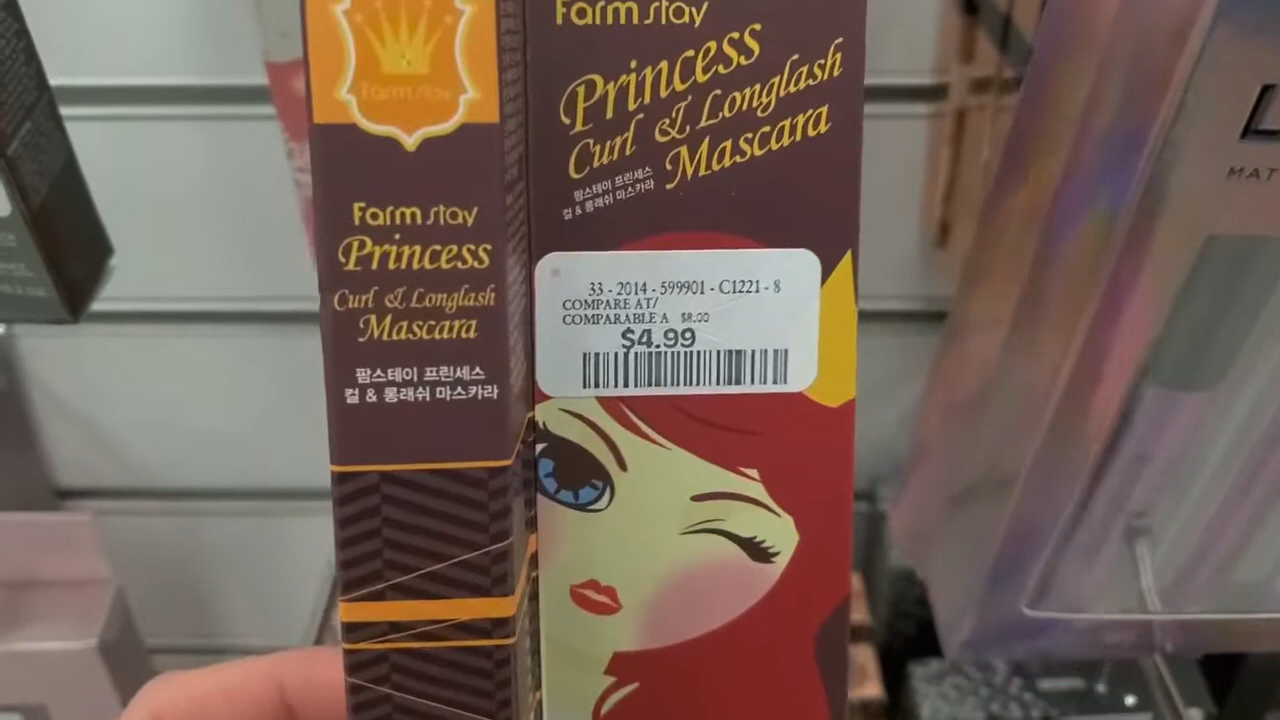 Farmstay
Farm stay
Princess
Curl & Longlash
Mascara
팜스테이 프린세스
컬 & 롱래쉬 마스카라
Farm stay
Princess
Curl & Longlash
Mascara
팜스테이 프린세스
컬 & 롱래쉬 마스카라
33 - 2014 - 599901 - C1221 - 8
COMPARE AT/
COMPARABLE A $8.00
$4.99
MAT